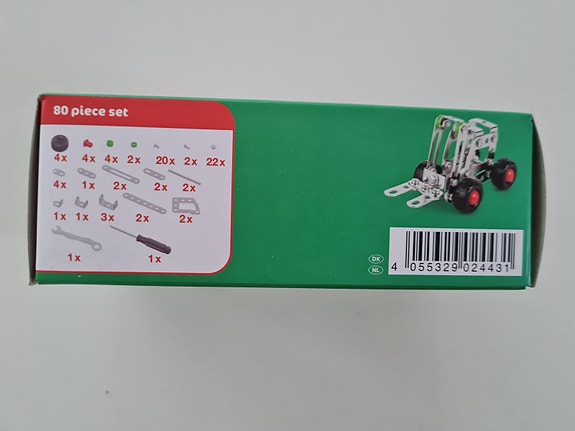 80 piece set
4x 4x 4x 2x 20x 2x 22x
4x 1x 2x 2x 2x
1x 1x 3x 2x 2x
1x 1x
DK
NL
4 055329 024431